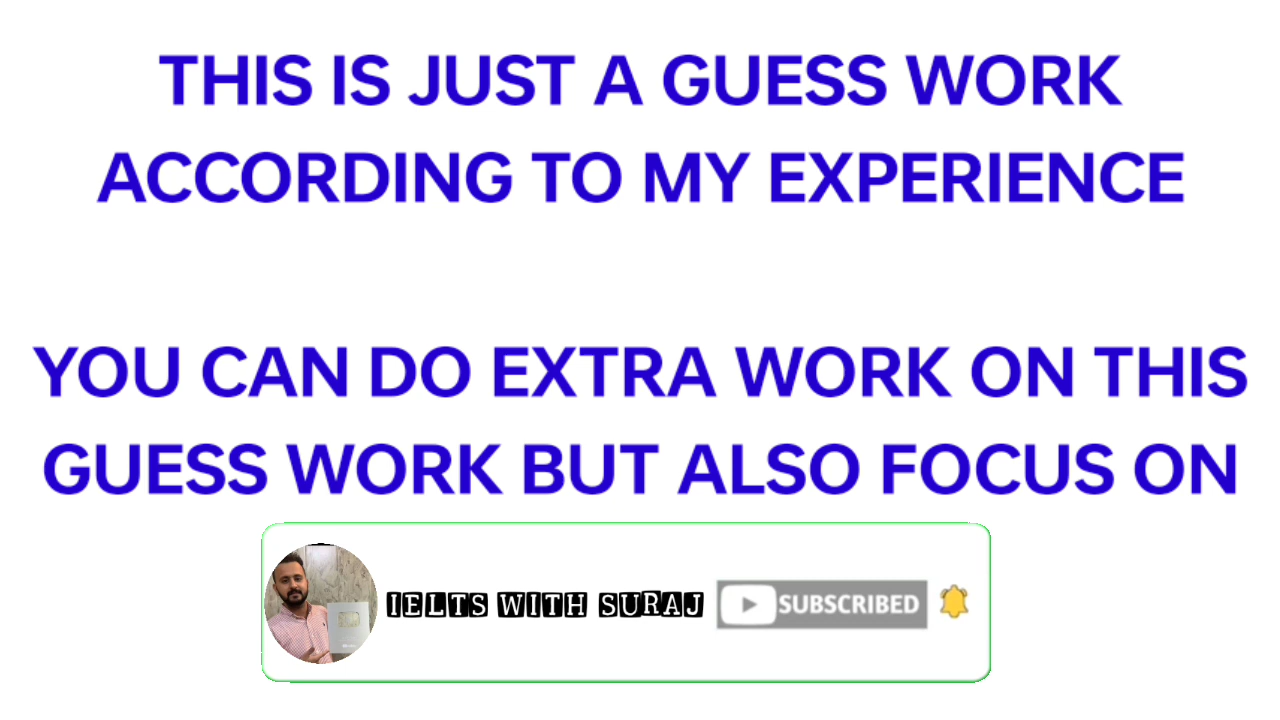 THIS IS JUST A GUESS WORK
ACCORDING TO MY EXPERIENCE
YOU CAN DO EXTRA WORK ON THIS
GUESS WORK BUT ALSO FOCUS ON
IELTS WITH SURAJ SUBSCRIBED